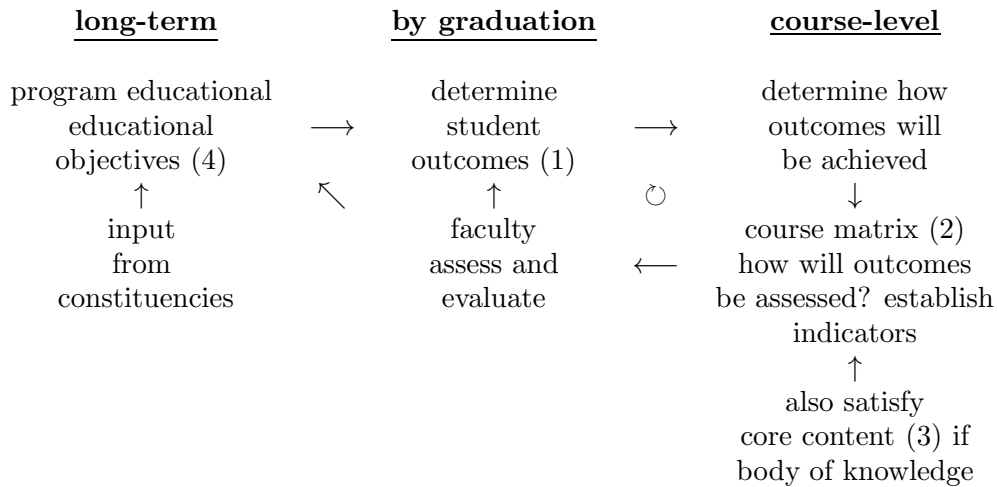 long-term
by graduation
course-level
program educational
educational
objectives (4)
⟶
determine
student
outcomes (1)
⟶
determine how
outcomes will
be achieved
↑
↖
↑
↻
↓
input
from
constituencies
faculty
assess and
evaluate
⟵
course matrix (2)
how will outcomes
be assessed? establish
indicators
↑
also satisfy
core content (3) if
body of knowledge